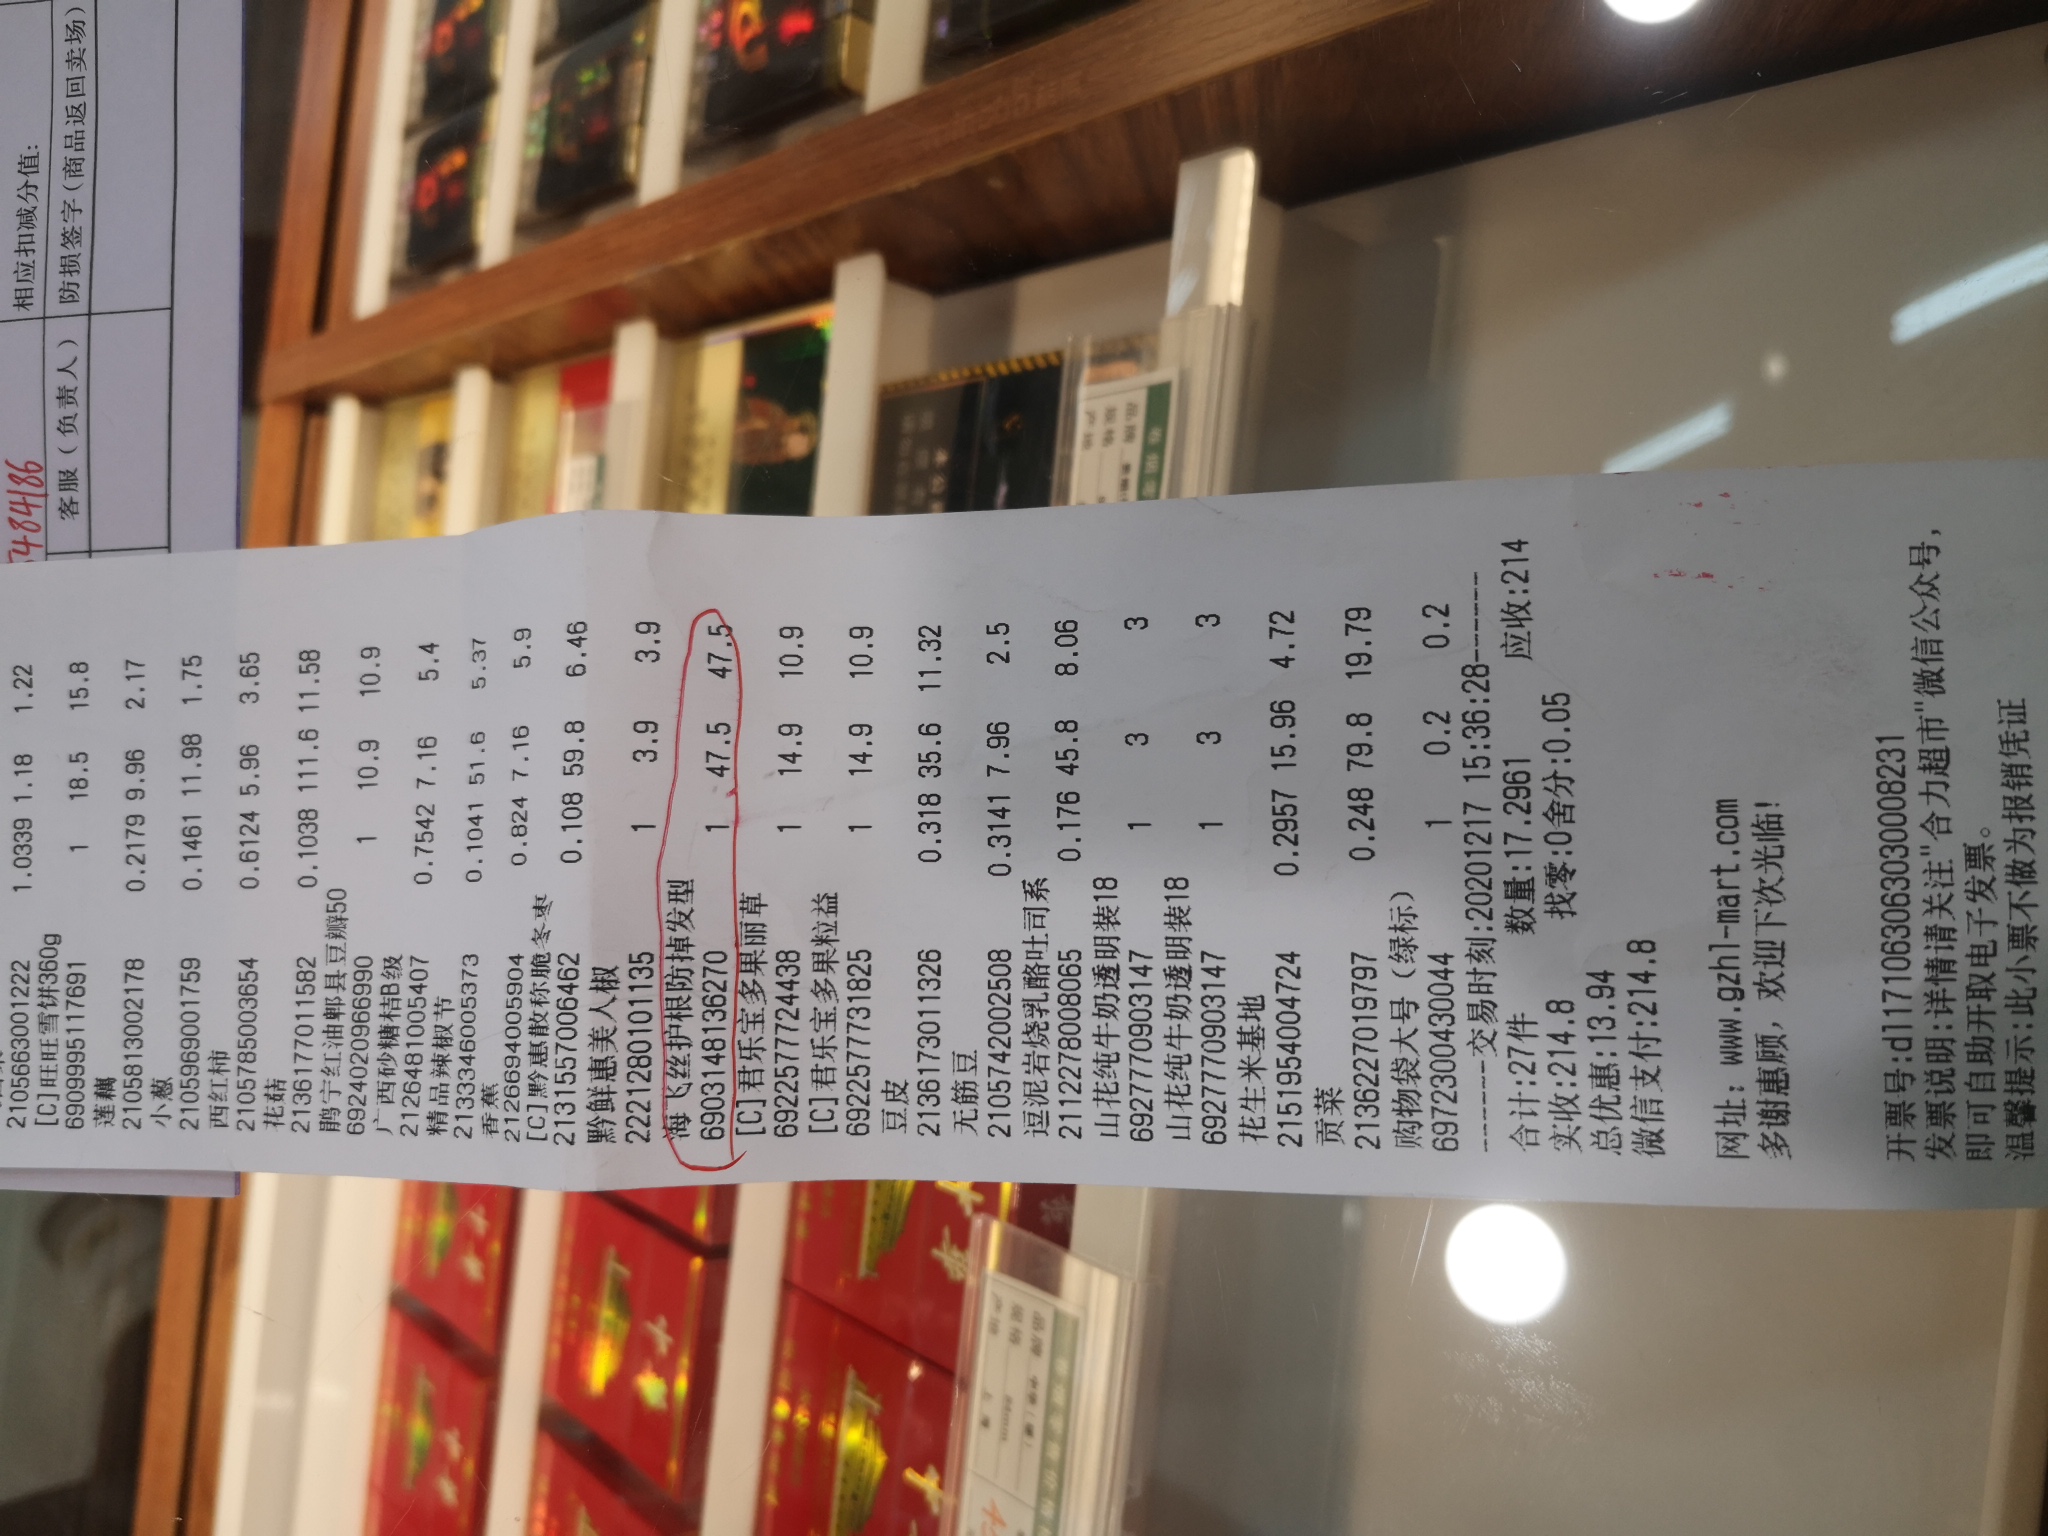 相应扣减分值:
客服（负责人）
防损签字(商品返回卖场)
2105663001222 1.0339 1.18 1.22
[C]旺旺雪饼360g
6909995117691 1 18.5 15.8
莲藕
2105813002178 0.2179 9.96 2.17
小葱
2105969001759 0.1461 11.98 1.75
西红柿
2105785003654 0.6124 5.96 3.65
花菇
2136177011582 0.1038 111.6 11.58
鹃宁红油郫县豆瓣50
6924020966990 1 10.9 10.9
广西砂糖桔B级
2126481005407 0.7542 7.16 5.4
精品辣椒节
2133346005373 0.1041 51.6 5.37
香蕉
2126694005904 0.824 7.16 5.9
[C]黔惠散称脆冬枣
2131557006462 0.108 59.8 6.46
黔鲜惠美人椒
2221280101135 1 3.9 3.9
海飞丝护根防掉发型
6903148136270 1 47.5 47.5
[C]君乐宝多果丽草
6922577724438 1 14.9 10.9
[C]君乐宝多果粒益
6922577731825 1 14.9 10.9
豆皮
2136173011326 0.318 35.6 11.32
无筋豆
2105742002508 0.3141 7.96 2.5
逗泥岩烧乳酪吐司系
2112278008065 0.176 45.8 8.06
山花纯牛奶透明装18
6927770903147 1 3 3
山花纯牛奶透明装18
6927770903147 1 3 3
花生米基地
2151954004724 0.2957 15.96 4.72
贡菜
2136227019797 0.248 79.8 19.79
购物袋大号（绿标）
6972300430044 1 0.2 0.2
-------交易时刻:20201217 15:36:28-------
合计:27件 数量:17.2961 应收:214
实收:214.8 找零:0舍分:0.05
总优惠:13.94
微信支付:214.8
网址: www.gzhl-mart.com
多谢惠顾，欢迎下次光临!
开票号:dl171063063030008231
发票说明:详情请关注"合力超市"微信公众号,
即可自助开取电子发票。
温馨提示:此小票不做为报销凭证